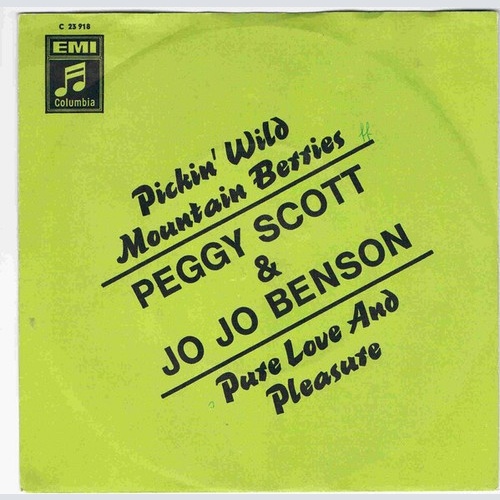 C 23 918
EMI
Columbia
Pickin' Wild
Mountain Berries
PEGGY SCOTT
&
JO JO BENSON
Pure Love And
Pleasure